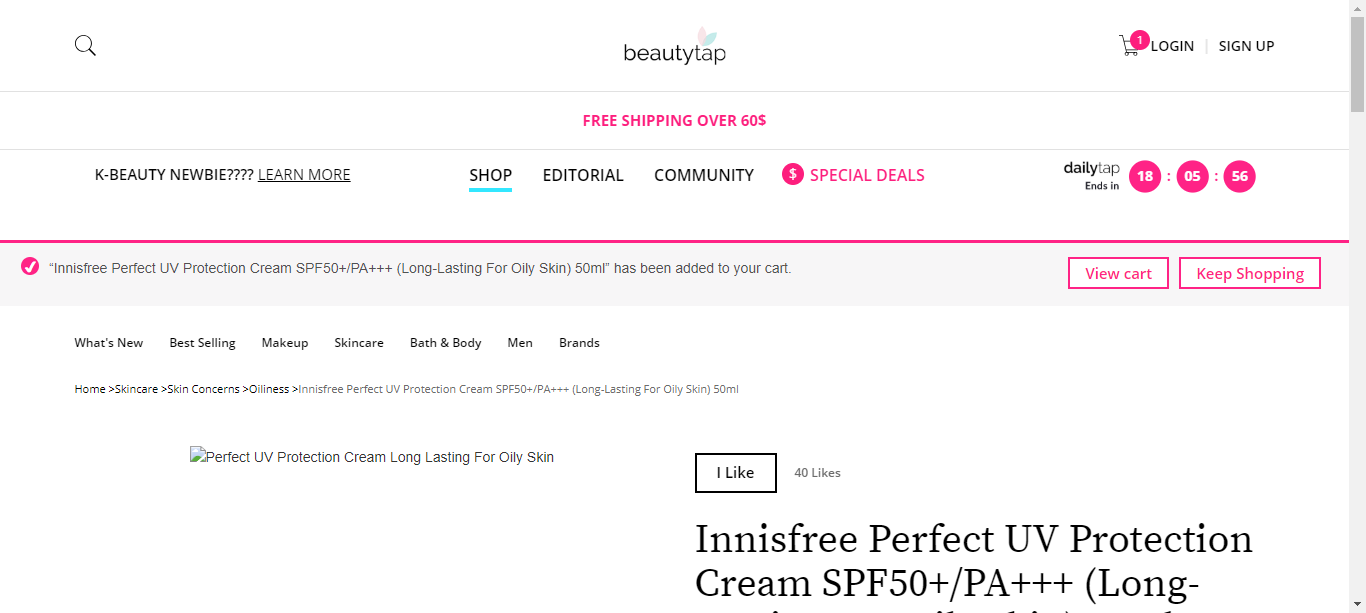 beautytap
1
LOGIN | SIGN UP
FREE SHIPPING OVER 60$
K-BEAUTY NEWBIE???? LEARN MORE
SHOP EDITORIAL COMMUNITY $ SPECIAL DEALS
dailytap
Ends in
18 : 05 : 56
“Innisfree Perfect UV Protection Cream SPF50+/PA+++ (Long-Lasting For Oily Skin) 50ml” has been added to your cart.
View cart Keep Shopping
What's New Best Selling Makeup Skincare Bath & Body Men Brands
Home >Skincare >Skin Concerns >Oiliness >Innisfree Perfect UV Protection Cream SPF50+/PA+++ (Long-Lasting For Oily Skin) 50ml
Perfect UV Protection Cream Long Lasting For Oily Skin
I Like 40 Likes
Innisfree Perfect UV Protection
Cream SPF50+/PA+++ (Long-